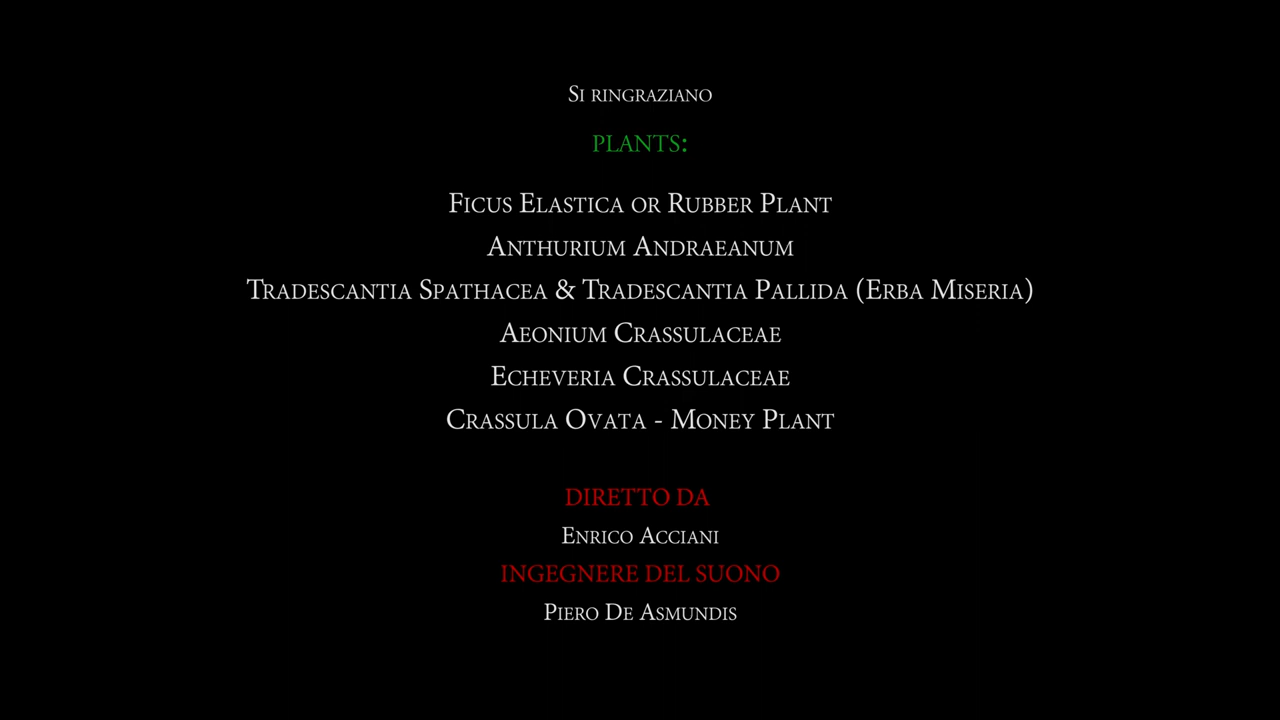 Si ringraziano
PLANTS:
Ficus Elastica or Rubber Plant
Anthurium Andraeanum
Tradescantia Spathacea & Tradescantia Pallida (Erba Miseria)
Aeonium Crassulaceae
Echeveria Crassulaceae
Crassula Ovata - Money Plant
DIRETTO DA
Enrico Acciani
INGEGNERE DEL SUONO
Piero De Asmundis